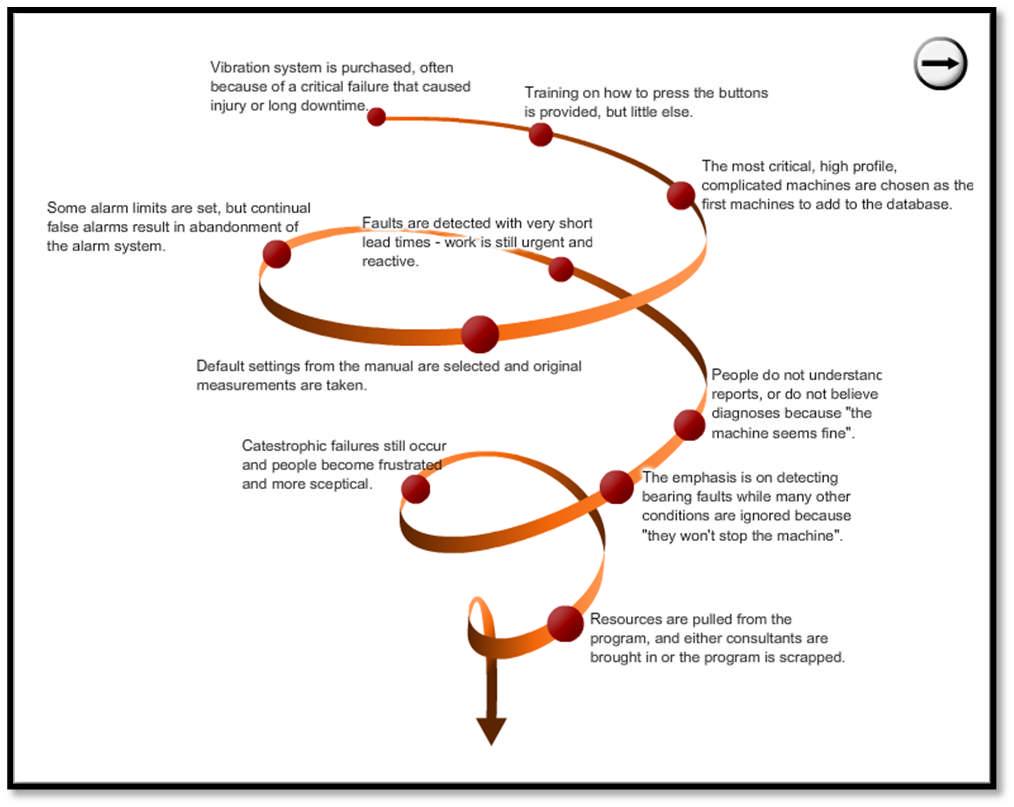 Vibration system is purchased, often
because of a critical failure that caused
injury or long downtime.
Training on how to press the buttons
is provided, but little else.
The most critical, high profile,
complicated machines are chosen as the
first machines to add to the database.
Default settings from the manual are selected and original
measurements are taken.
Some alarm limits are set, but continual
false alarms result in abandonment of
the alarm system.
Faults are detected with very short
lead times - work is still urgent and
reactive.
People do not understand
reports, or do not believe
diagnoses because "the
machine seems fine".
The emphasis is on detecting
bearing faults while many other
conditions are ignored because
"they won't stop the machine".
Catestrophic failures still occur
and people become frustrated
and more sceptical.
Resources are pulled from the
program, and either consultants are
brought in or the program is scrapped.